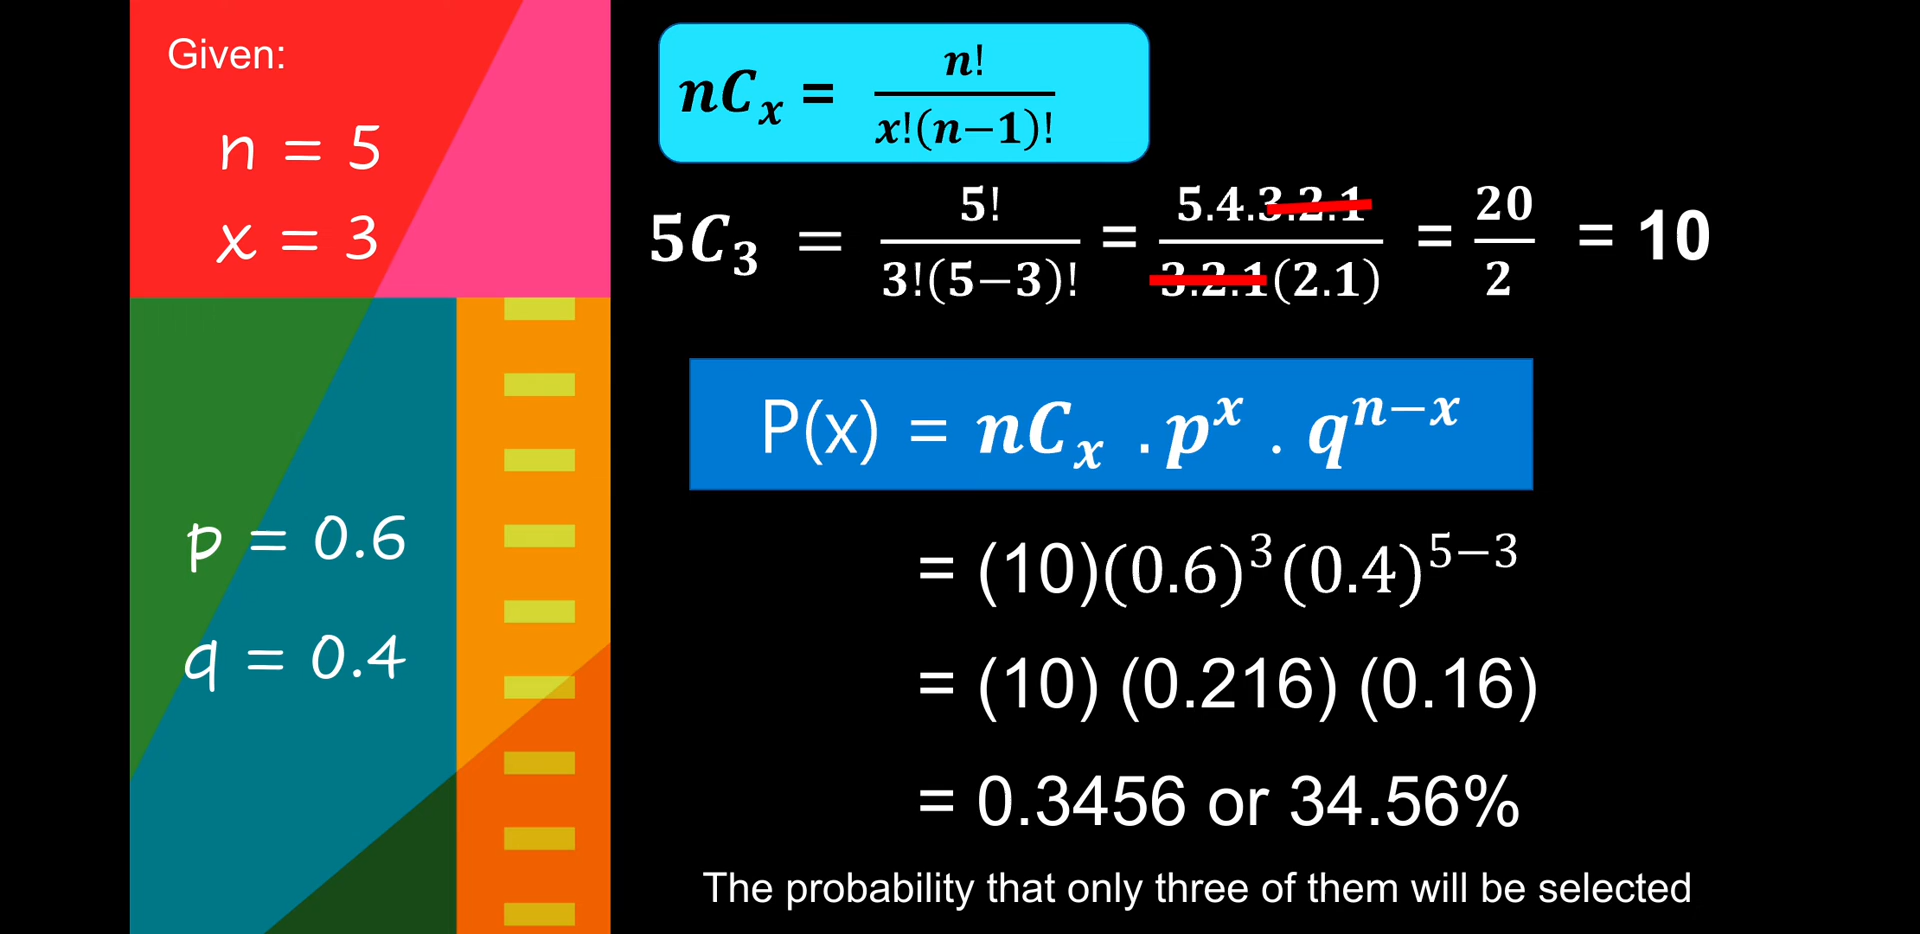 Given:
n = 5
x = 3
p = 0.6
q = 0.4
nCₓ = n! / x!(n−1)!
5C₃ = 5! / 3!(5−3)! = 5.4.3.2.1 / 3.2.1(2.1) = 20 / 2 = 10
P(x) = nCₓ . pˣ . qⁿ⁻ˣ
= (10)(0.6)³(0.4)⁵⁻³
= (10) (0.216) (0.16)
= 0.3456 or 34.56%
The probability that only three of them will be selected